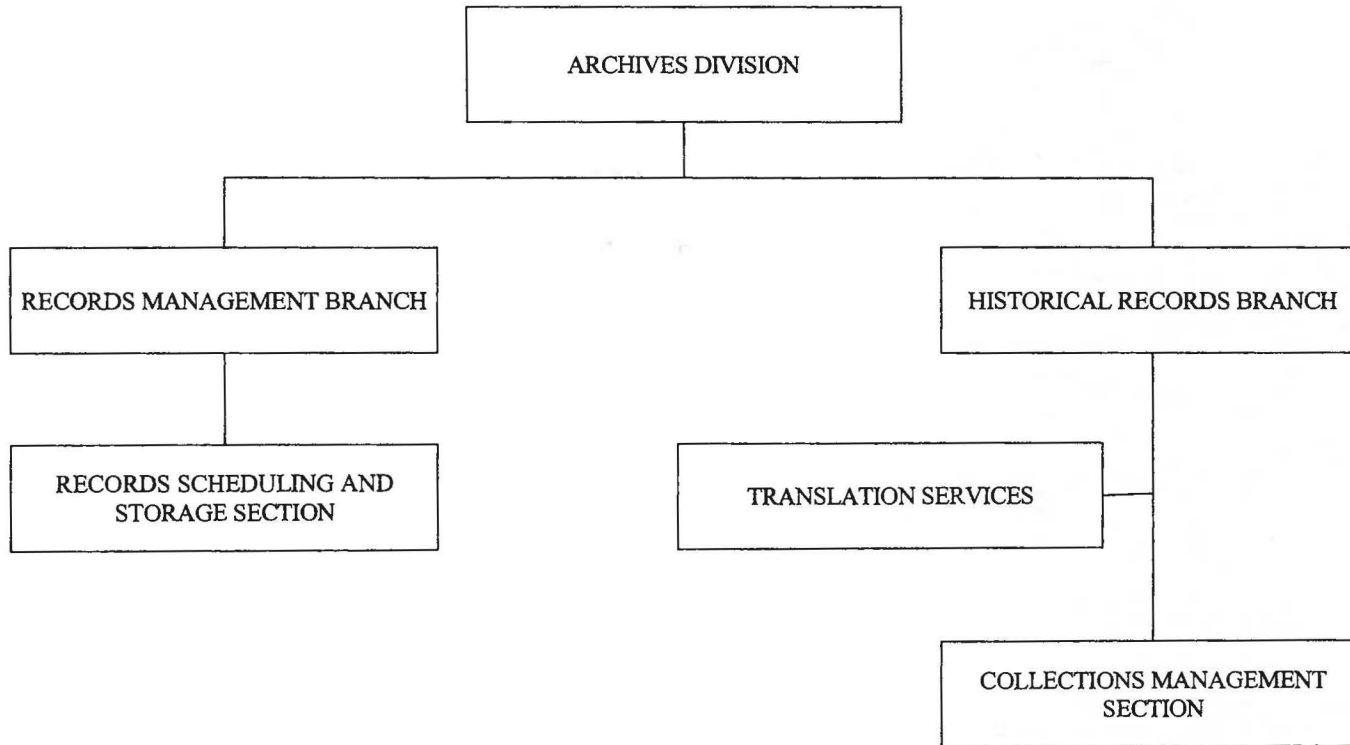 ARCHIVES DIVISION
RECORDS MANAGEMENT BRANCH
HISTORICAL RECORDS BRANCH
RECORDS SCHEDULING AND
STORAGE SECTION
TRANSLATION SERVICES
COLLECTIONS MANAGEMENT
SECTION